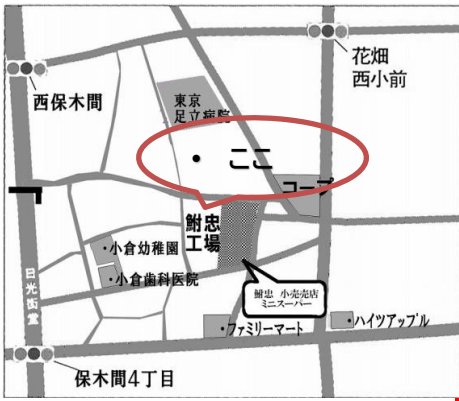 花畑
西小前
西保木間
東京
足立病院
・ ここ
コープ
鮒忠
工場
・小倉幼稚園
・小倉歯科医院
日光街道
鮒忠 小売売店
ミニスーパー
・ファミリーマート
・ハイツアップル
保木間4丁目